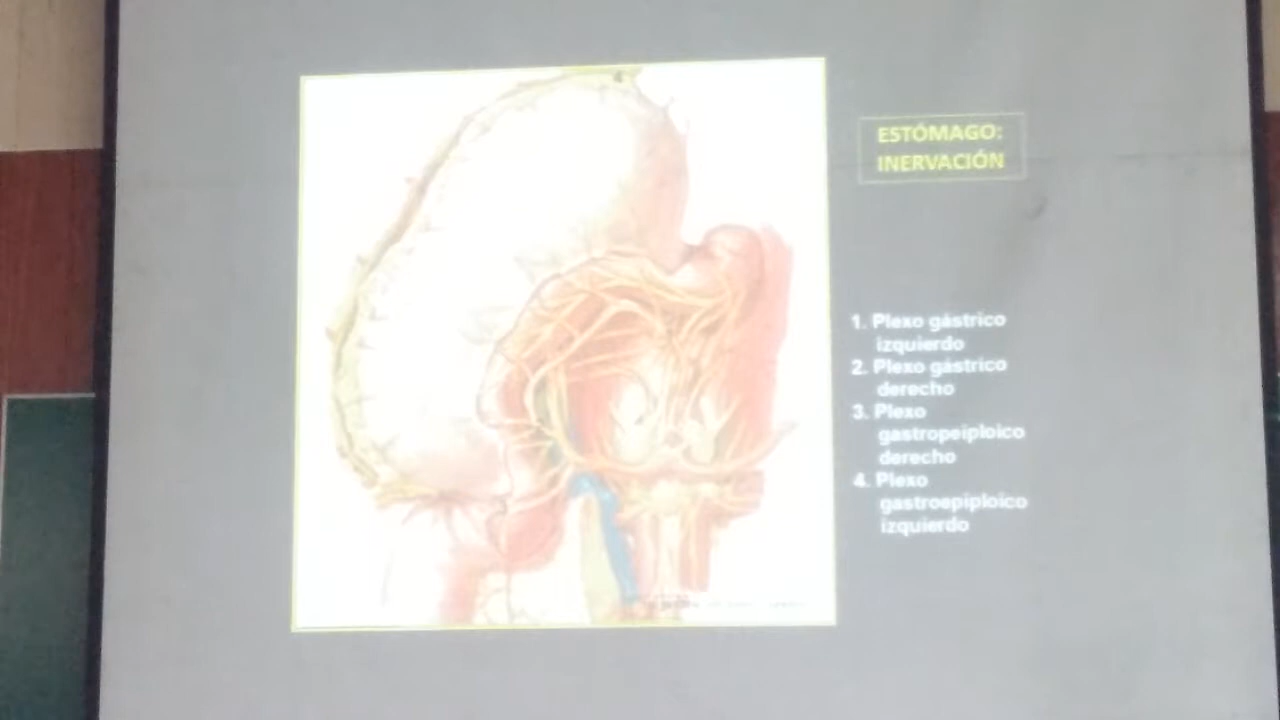 ESTÓMAGO:
INERVACIÓN
1. Plexo gástrico
izquierdo
2. Plexo gástrico
derecho
3. Plexo
gastropeiploico
derecho
4. Plexo
gastroepiploico
izquierdo